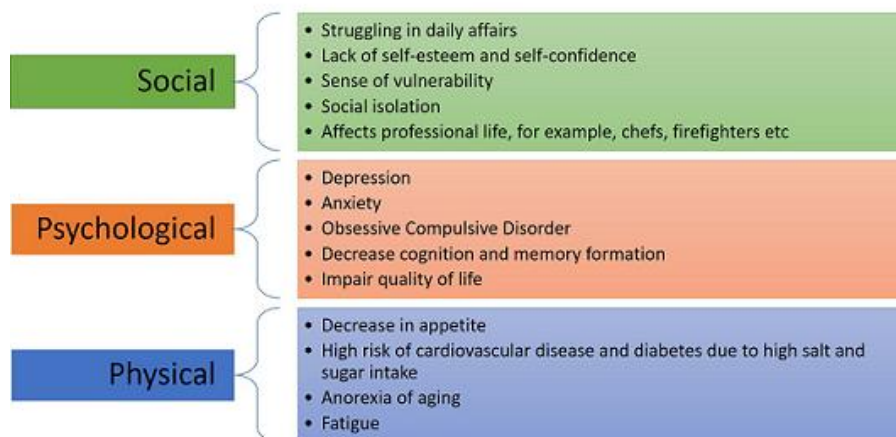 Social
• Struggling in daily affairs
• Lack of self-esteem and self-confidence
• Sense of vulnerability
• Social isolation
• Affects professional life, for example, chefs, firefighters etc
Psychological
• Depression
• Anxiety
• Obsessive Compulsive Disorder
• Decrease cognition and memory formation
• Impair quality of life
Physical
• Decrease in appetite
• High risk of cardiovascular disease and diabetes due to high salt and
sugar intake
• Anorexia of aging
• Fatigue